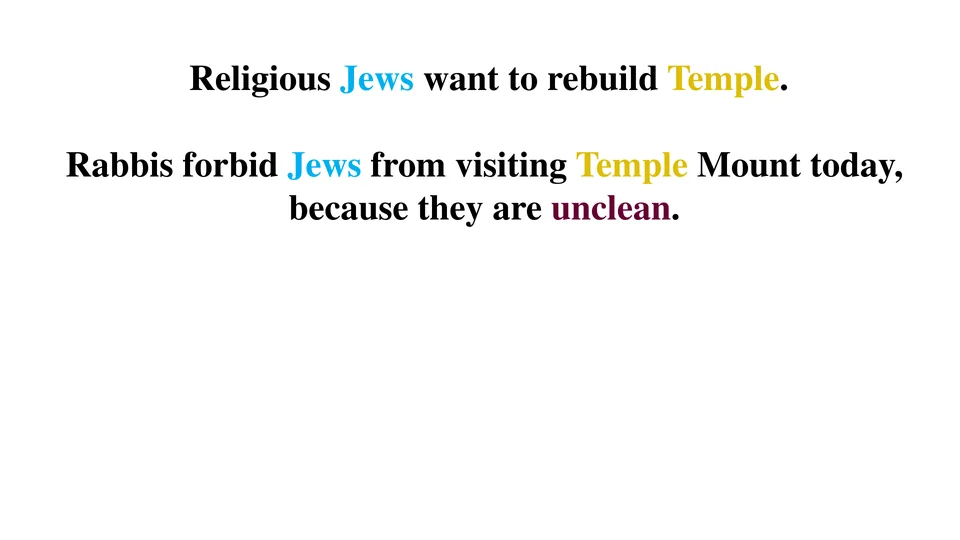 Religious Jews want to rebuild Temple.
Rabbis forbid Jews from visiting Temple Mount today,
because they are unclean.